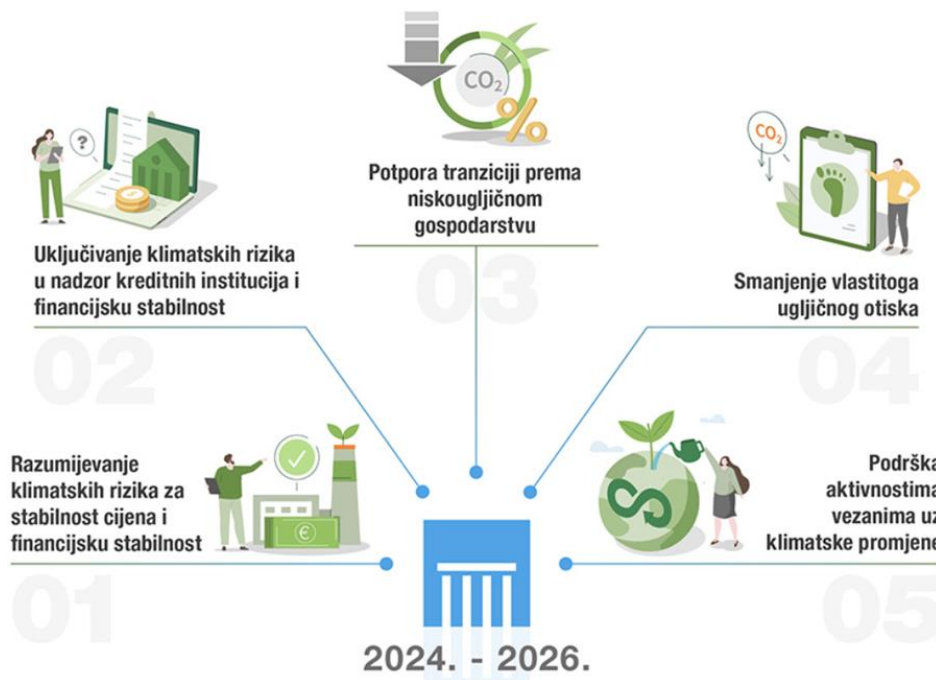 CO₂
%
Potpora tranziciji prema
niskougljičnom
gospodarstvu
03
?
$
Uključivanje klimatskih rizika
u nadzor kreditnih institucija i
financijsku stabilnost
02
CO₂
Smanjenje vlastitoga
ugljičnog otiska
04
Razumijevanje
klimatskih rizika za
stabilnost cijena i
financijsku stabilnost
01
€
Podrška
aktivnostima
vezanima uz
klimatske promjene
05
2024. - 2026.